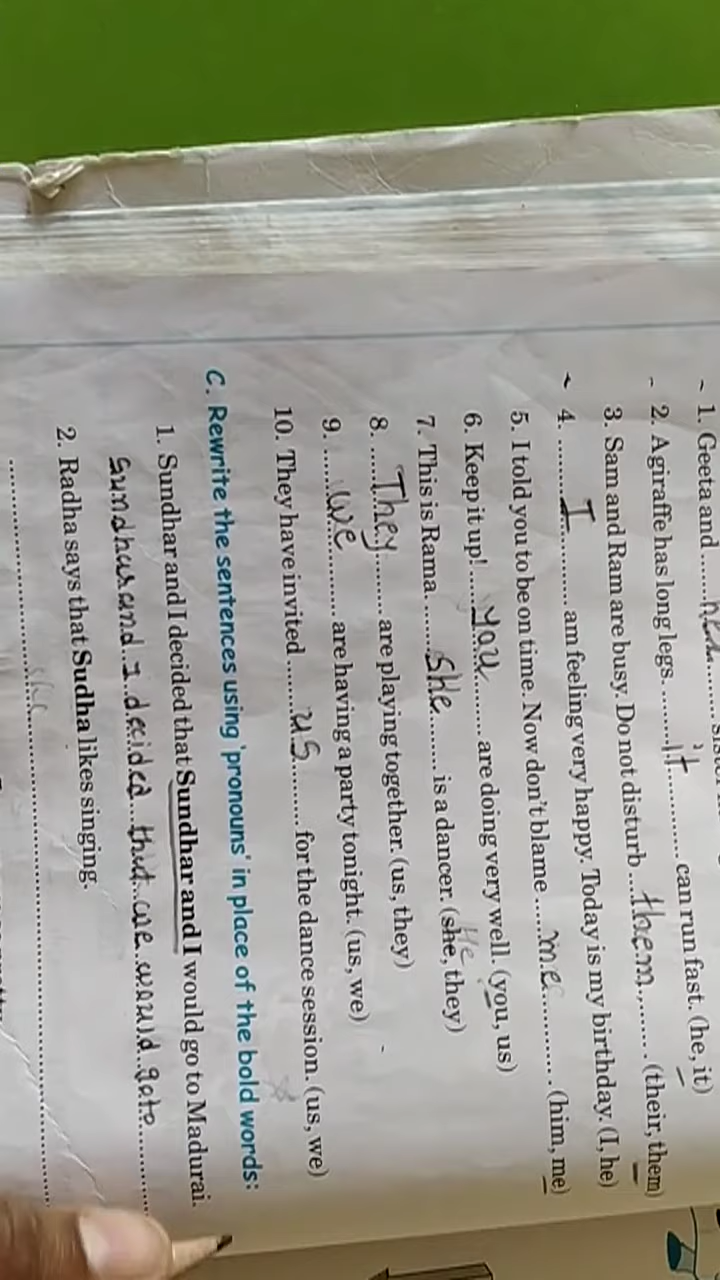 1. Geeta and ...... her ......
2. A giraffe has long legs. ........ it ........... can run fast. (he, it)
3. Sam and Ram are busy. Do not disturb .... them ........ . (their, them)
4. .......... I .......... am feeling very happy. Today is my birthday. (I, he)
5. I told you to be on time. Now don't blame ..... me ........... . (him, me)
6. Keep it up! .... you ......... are doing very well. (you, us)
7. This is Rama ....... She ........ is a dancer. (she, they) He
8. ..... They ....... are playing together. (us, they)
9. ...... we .......... are having a party tonight. (us, we)
10. They have invited ....... us .......... for the dance session. (us, we)
C. Rewrite the sentences using 'pronouns' in place of the bold words:
1. Sundhar and I decided that Sundhar and I would go to Madurai.
Sundhar and I decided that we would go to
2. Radha says that Sudha likes singing.
she